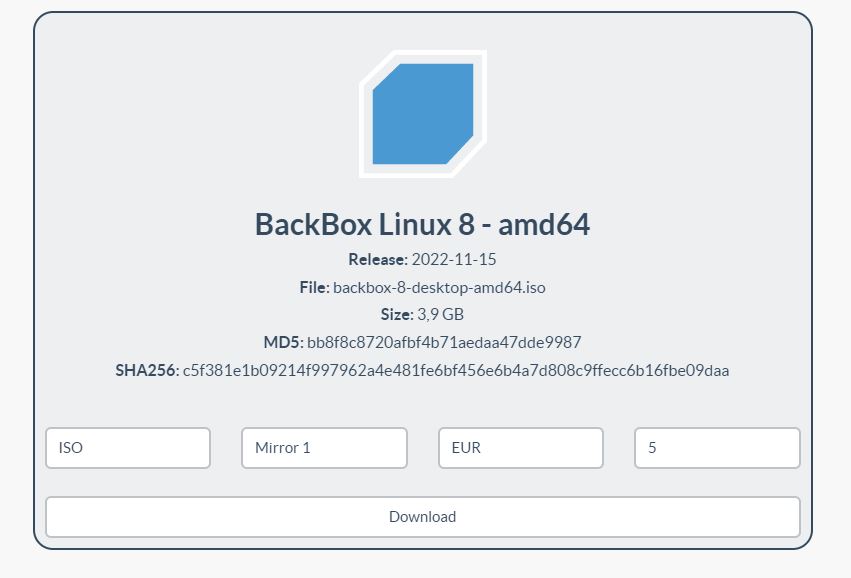 BackBox Linux 8 - amd64
Release: 2022-11-15
File: backbox-8-desktop-amd64.iso
Size: 3,9 GB
MD5: bb8f8c8720afbf4b71aedaa47dde9987
SHA256: c5f381e1b09214f997962a4e481fe6bf456e6b4a7d808c9ffecc6b16fbe09daa
ISO Mirror 1 EUR 5
Download